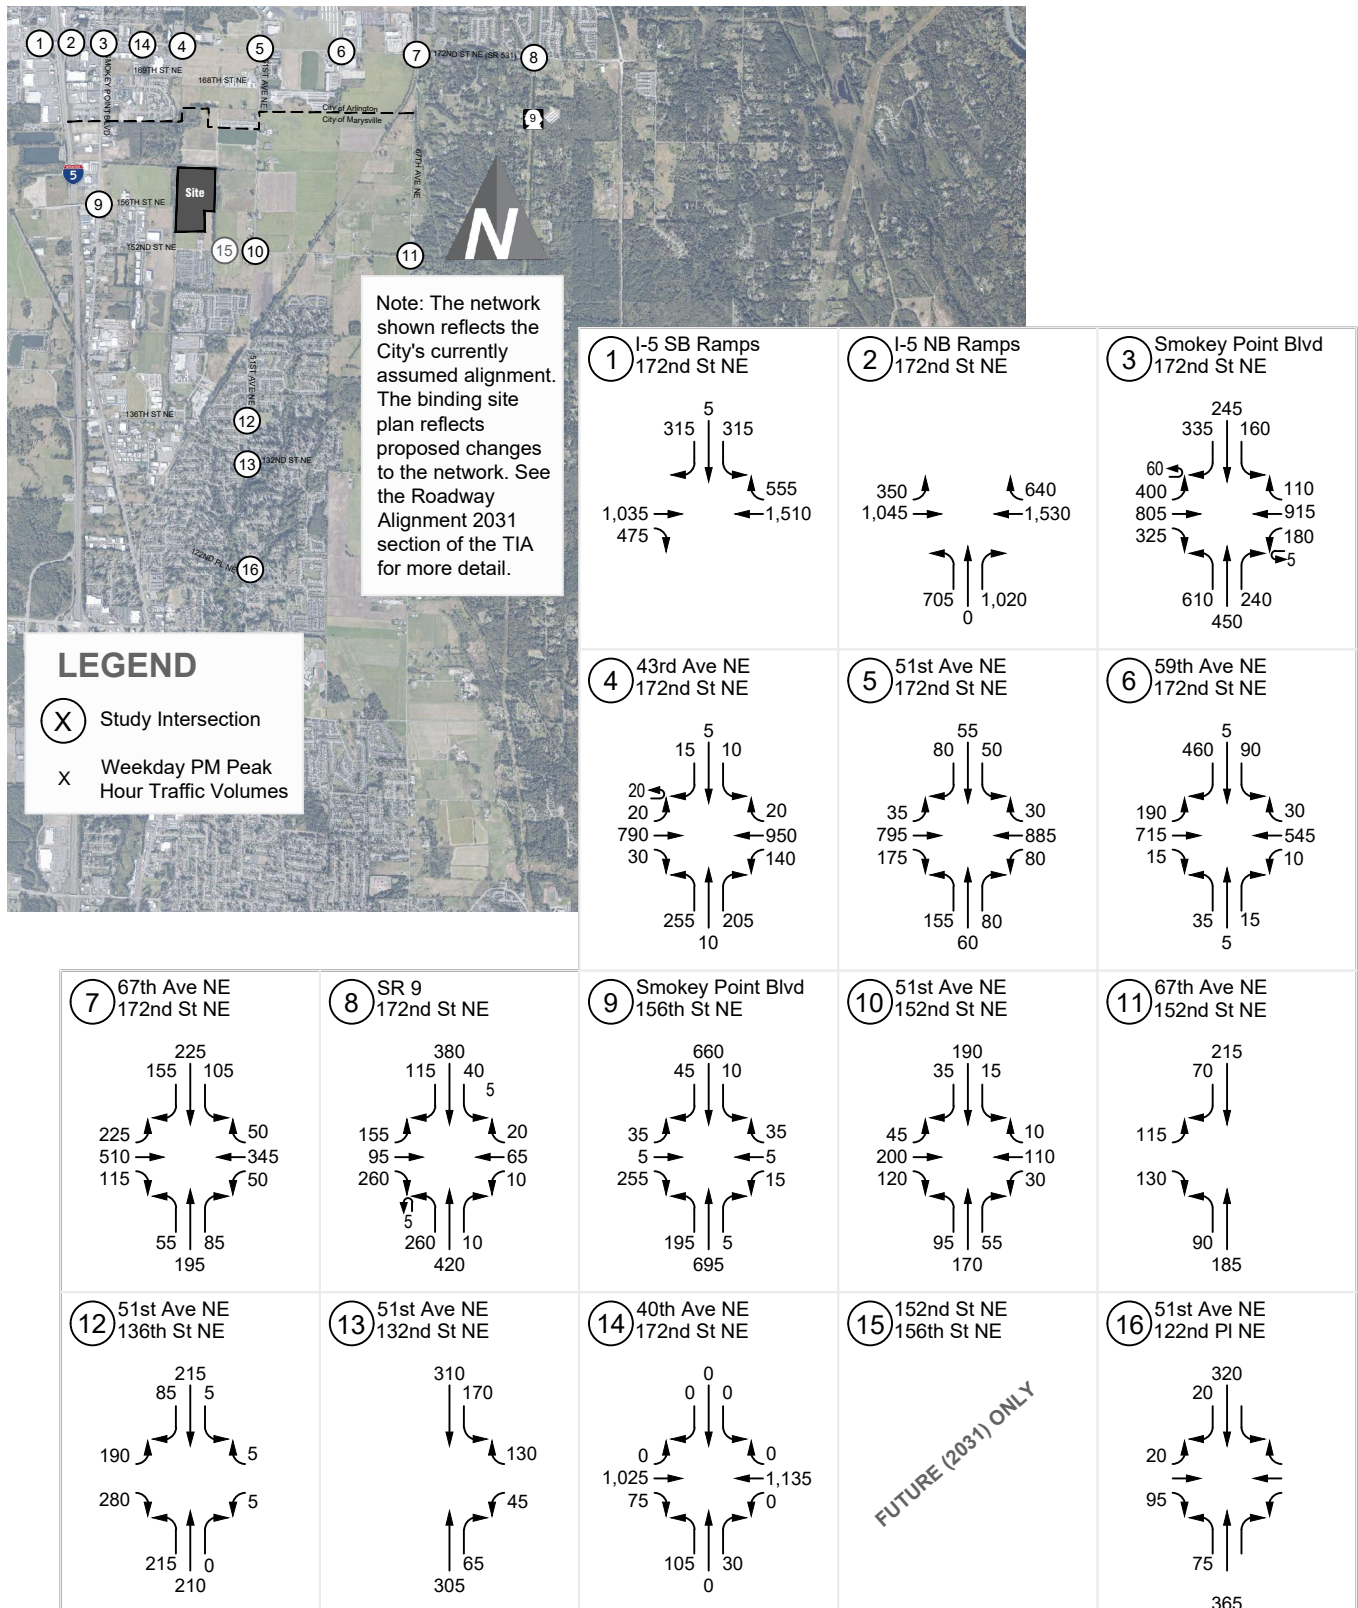 1 2 3 14 4 5 6 7 172ND ST NE (SR 531) 8
169TH ST NE
168TH ST NE
City of Arlington
City of Marysville
9
67TH AVE NE
5
Site
9 156TH ST NE
152ND ST NE
15 10 11
N
51ST AVE NE
136TH ST NE
12
13 132ND ST NE
122ND PL NE
16
Note: The network
shown reflects the
City's currently
assumed alignment.
The binding site
plan reflects
proposed changes
to the network. See
the Roadway
Alignment 2031
section of the TIA
for more detail.
LEGEND
X Study Intersection
X Weekday PM Peak
Hour Traffic Volumes
1 I-5 SB Ramps
172nd St NE
5
315 315
555
1,035 1,510
475
2 I-5 NB Ramps
172nd St NE
350 640
1,045 1,530
705 1,020
0
3 Smokey Point Blvd
172nd St NE
245
335 160
60
400 110
805 915
325 180
5
610 240
450
4 43rd Ave NE
172nd St NE
5
15 10
20
20 20
790 950
30 140
255 205
10
5 51st Ave NE
172nd St NE
55
80 50
35 30
795 885
175 80
155 80
60
6 59th Ave NE
172nd St NE
5
460 90
190 30
715 545
15 10
35 15
5
7 67th Ave NE
172nd St NE
225
155 105
225 50
510 345
115 50
55 85
195
8 SR 9
172nd St NE
380
115 40
5
155 20
95 65
260 10
5
260 10
420
9 Smokey Point Blvd
156th St NE
660
45 10
35 35
5 5
255 15
195 5
695
10 51st Ave NE
152nd St NE
190
35 15
45 10
200 110
120 30
95 55
170
11 67th Ave NE
152nd St NE
215
70
115
130
90
185
12 51st Ave NE
136th St NE
215
85 5
190 5
280 5
215 0
210
13 51st Ave NE
132nd St NE
310
170
130
45
65
305
14 40th Ave NE
172nd St NE
0
0 0
0 0
1,025 1,135
75 0
105 30
0
15 152nd St NE
156th St NE
FUTURE (2031) ONLY
16 51st Ave NE
122nd Pl NE
320
20
20
95
75
365